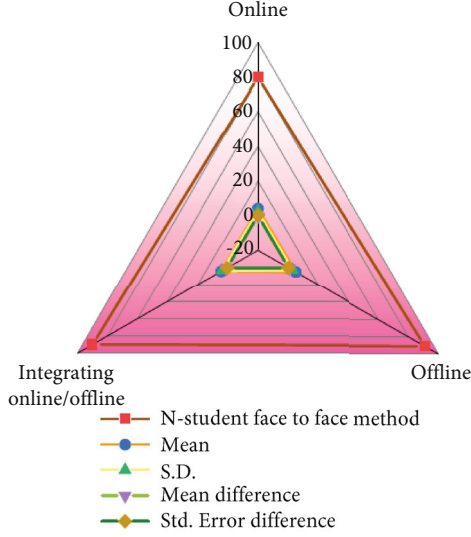 Online
100
80
60
40
20
0
-20
Integrating
online/offline
Offline
N-student face to face method
Mean
S.D.
Mean difference
Std. Error difference